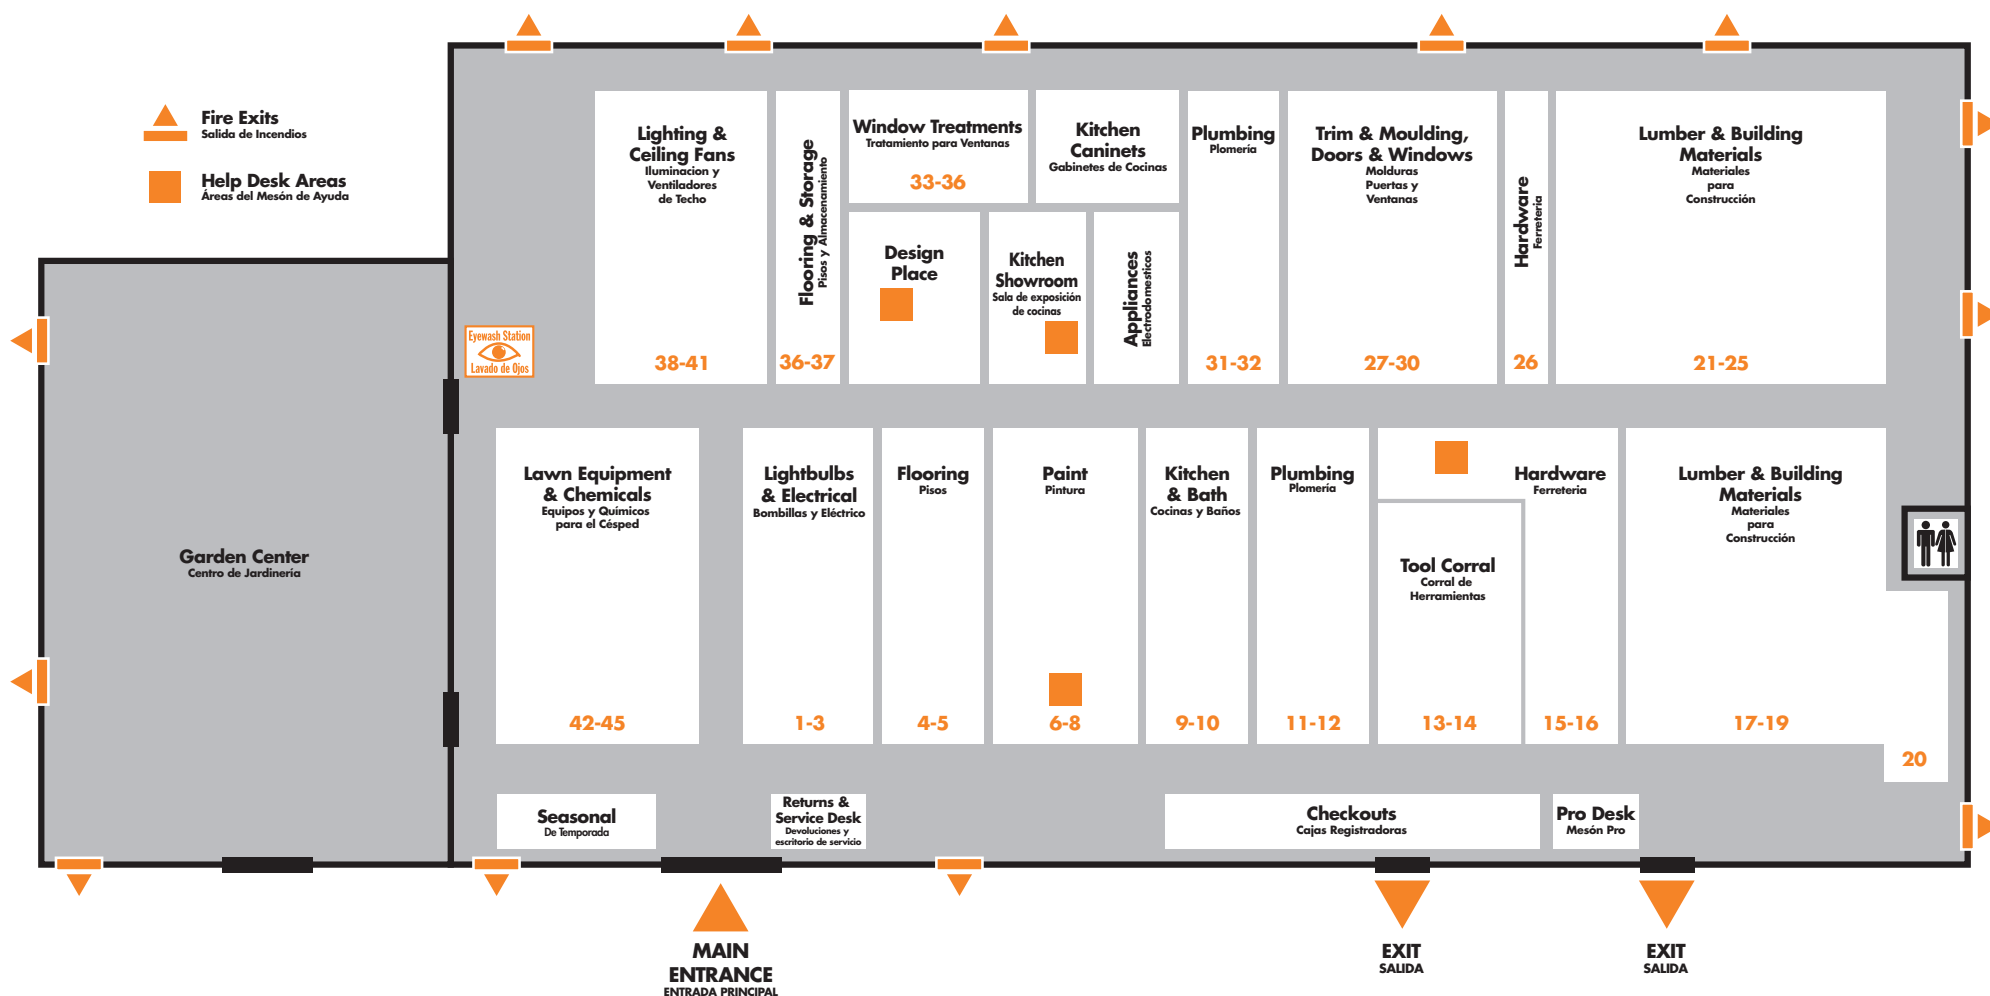 Fire Exits
Salida de Incendios
Help Desk Areas
Áreas del Mesón de Ayuda
Lighting &
Ceiling Fans
Iluminacion y
Ventiladores
de Techo
38-41
Flooring & Storage
Pisos y Almacenamiento
36-37
Window Treatments
Tratamiento para Ventanas
33-36
Kitchen
Caninets
Gabinetes de Cocinas
Design
Place
Kitchen
Showroom
Sala de exposición
de cocinas
Appliances
Electrodomesticos
Plumbing
Plomería
31-32
Trim & Moulding,
Doors & Windows
Molduras
Puertas y
Ventanas
27-30
Hardware
Ferreteria
26
Lumber & Building
Materials
Materiales
para
Construcción
21-25
Eyewash Station
Lavado de Ojos
Garden Center
Centro de Jardinería
Lawn Equipment
& Chemicals
Equipos y Químicos
para el Césped
42-45
Lightbulbs
& Electrical
Bombillas y Eléctrico
1-3
Flooring
Pisos
4-5
Paint
Pintura
6-8
Kitchen
& Bath
Cocinas y Baños
9-10
Plumbing
Plomería
11-12
Tool Corral
Corral de
Herramientas
13-14
Hardware
Ferreteria
15-16
Lumber & Building
Materials
Materiales
para
Construcción
17-19
20
Seasonal
De Temporada
Returns &
Service Desk
Devoluciones y
escritorio de servicio
Checkouts
Cajas Registradoras
Pro Desk
Mesón Pro
MAIN
ENTRANCE
ENTRADA PRINCIPAL
EXIT
SALIDA
EXIT
SALIDA